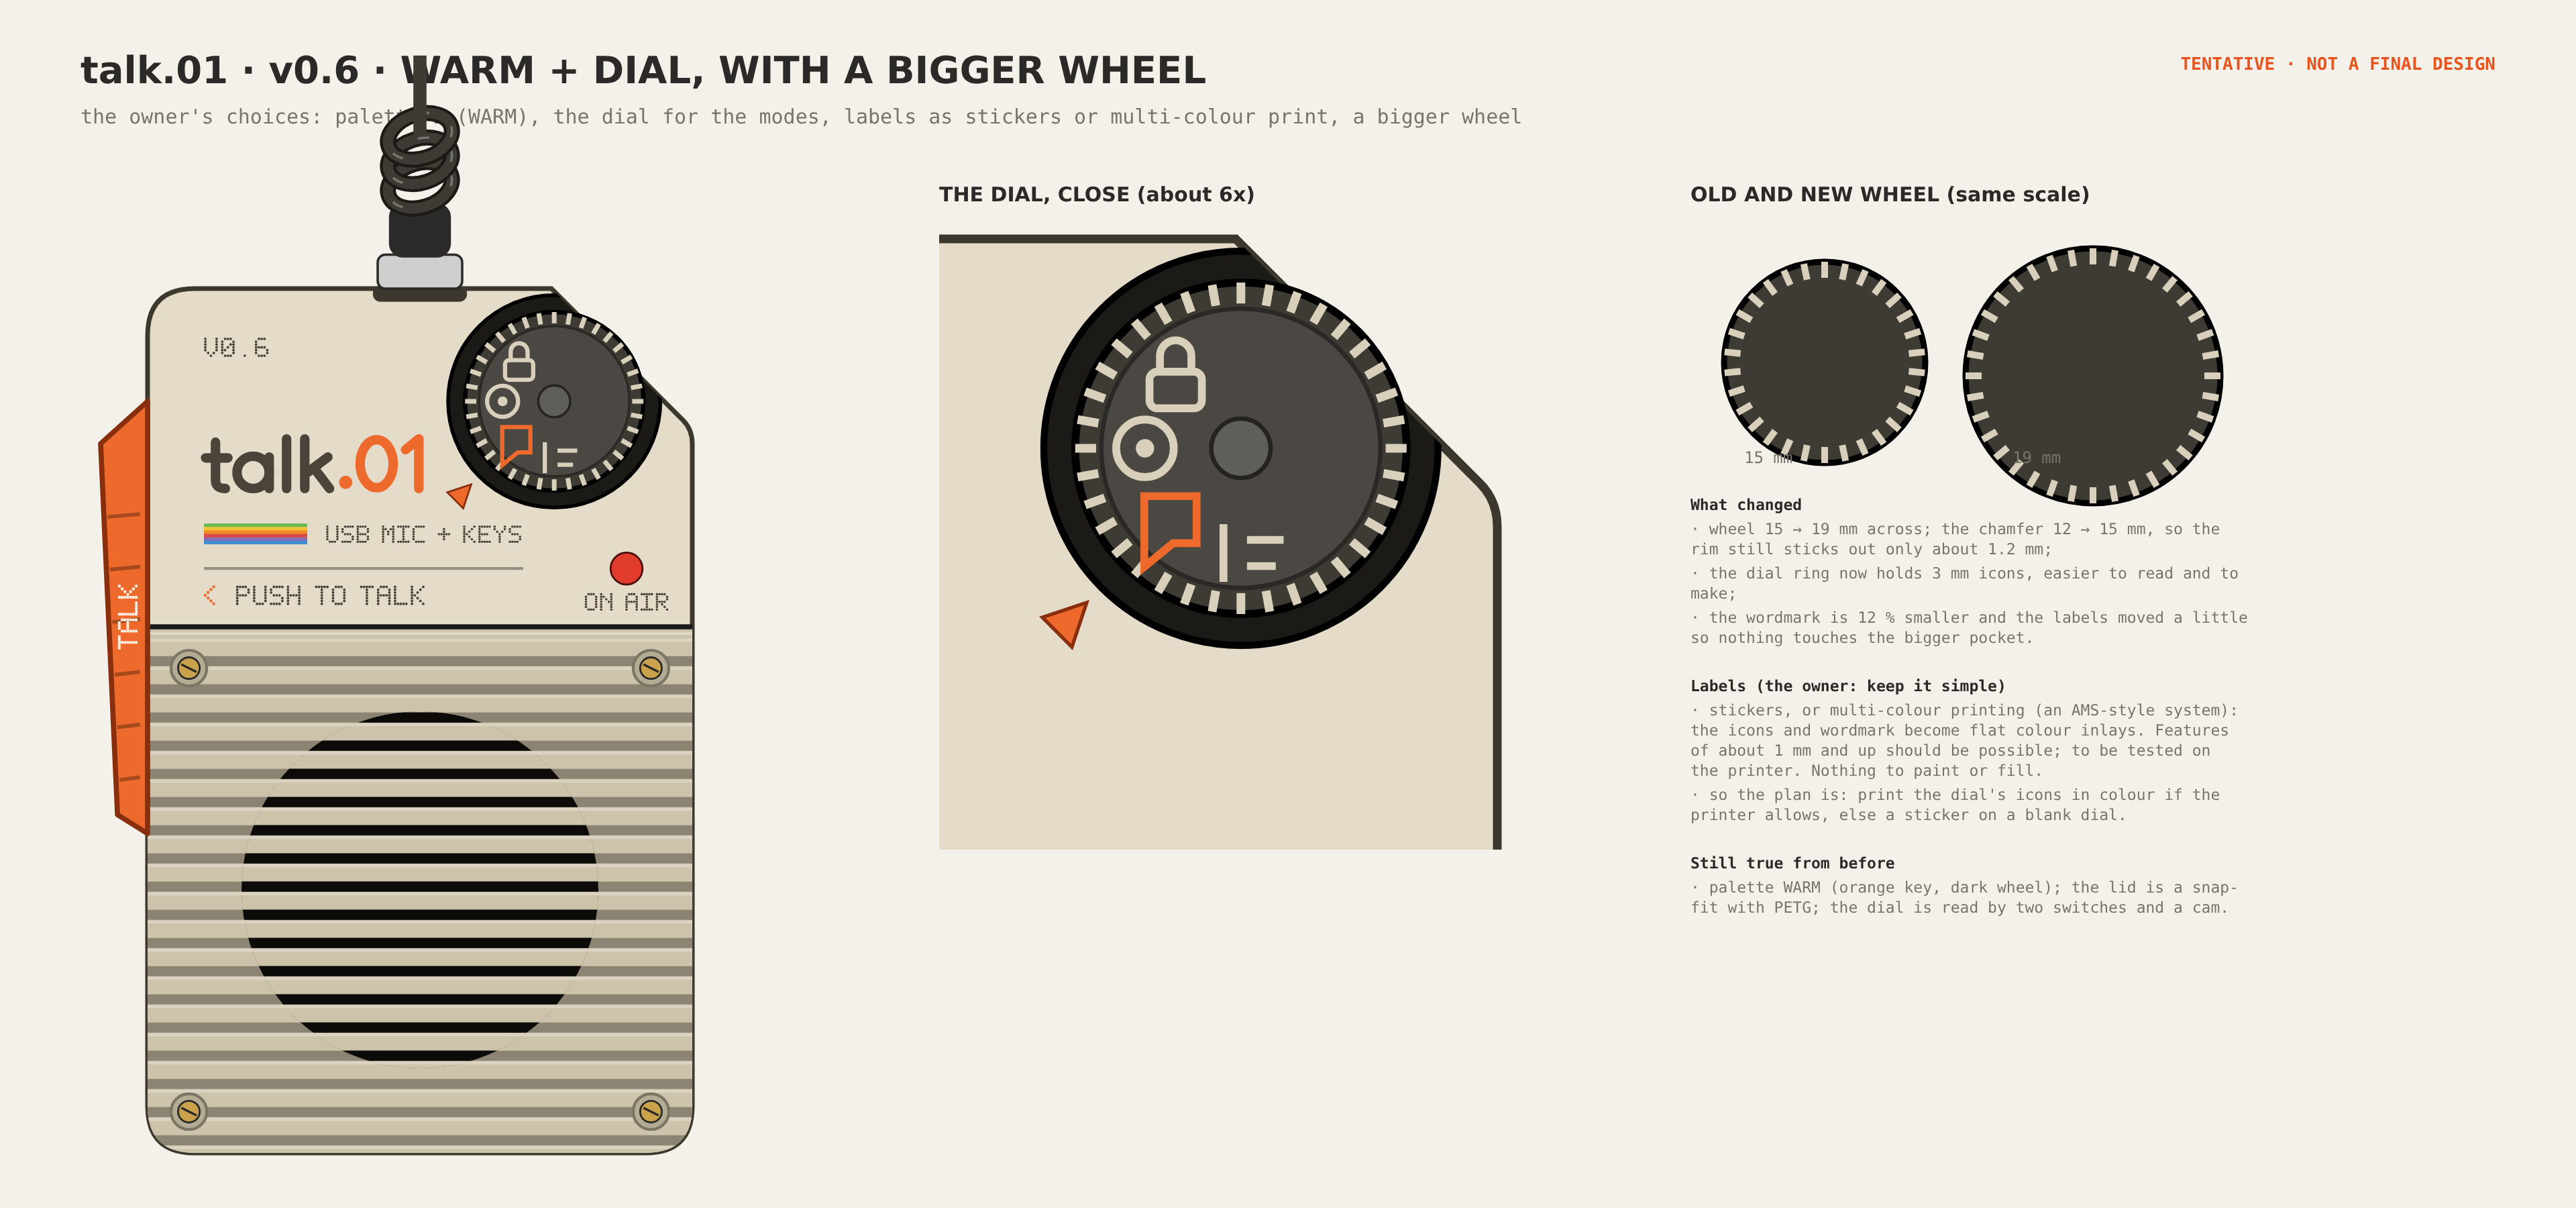 talk.01 · v0.6 · WARM + DIAL, WITH A BIGGER WHEEL
TENTATIVE · NOT A FINAL DESIGN
the owner's choices: (WARM), the dial for the modes, labels as stickers or multi-colour print, a bigger wheel
THE DIAL, CLOSE (about 6x)
OLD AND NEW WHEEL (same scale)
V0.6
talk.01
USB MIC + KEYS
< PUSH TO TALK
ON AIR
TALK
15 mm
19 mm
What changed
· wheel 15 → 19 mm across; the chamfer 12 → 15 mm, so the
rim still sticks out only about 1.2 mm;
· the dial ring now holds 3 mm icons, easier to read and to
make;
· the wordmark is 12 % smaller and the labels moved a little
so nothing touches the bigger pocket.
Labels (the owner: keep it simple)
· stickers, or multi-colour printing (an AMS-style system):
the icons and wordmark become flat colour inlays. Features
of about 1 mm and up should be possible; to be tested on
the printer. Nothing to paint or fill.
· so the plan is: print the dial's icons in colour if the
printer allows, else a sticker on a blank dial.
Still true from before
· palette WARM (orange key, dark wheel); the lid is a snap-
fit with PETG; the dial is read by two switches and a cam.